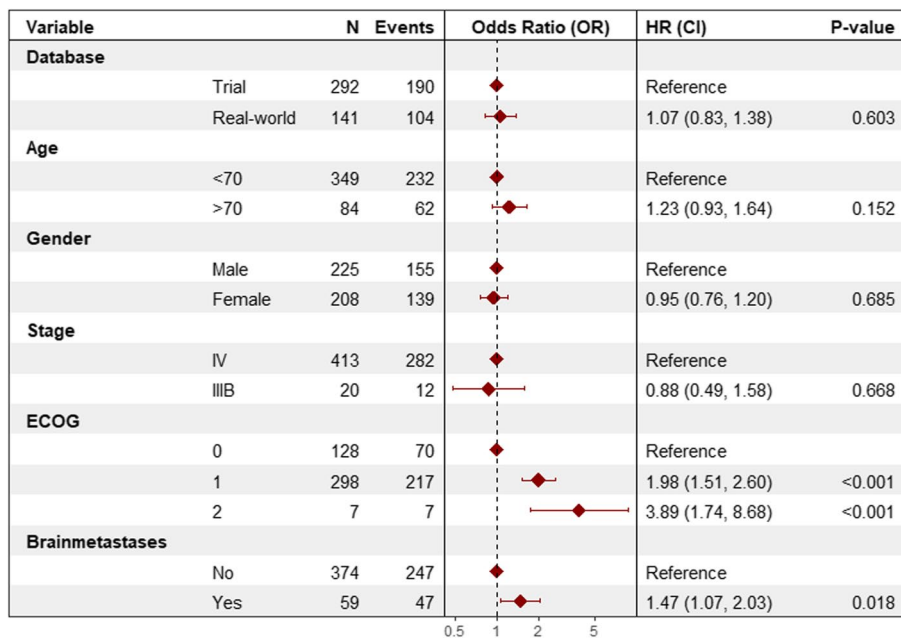 Variable N Events Odds Ratio (OR) HR (CI) P-value
Database
Trial 292 190 Reference
Real-world 141 104 1.07 (0.83, 1.38) 0.603
Age
<70 349 232 Reference
>70 84 62 1.23 (0.93, 1.64) 0.152
Gender
Male 225 155 Reference
Female 208 139 0.95 (0.76, 1.20) 0.685
Stage
IV 413 282 Reference
IIIB 20 12 0.88 (0.49, 1.58) 0.668
ECOG
0 128 70 Reference
1 298 217 1.98 (1.51, 2.60) <0.001
2 7 7 3.89 (1.74, 8.68) <0.001
Brainmetastases
No 374 247 Reference
Yes 59 47 1.47 (1.07, 2.03) 0.018
0.5 1 2 5